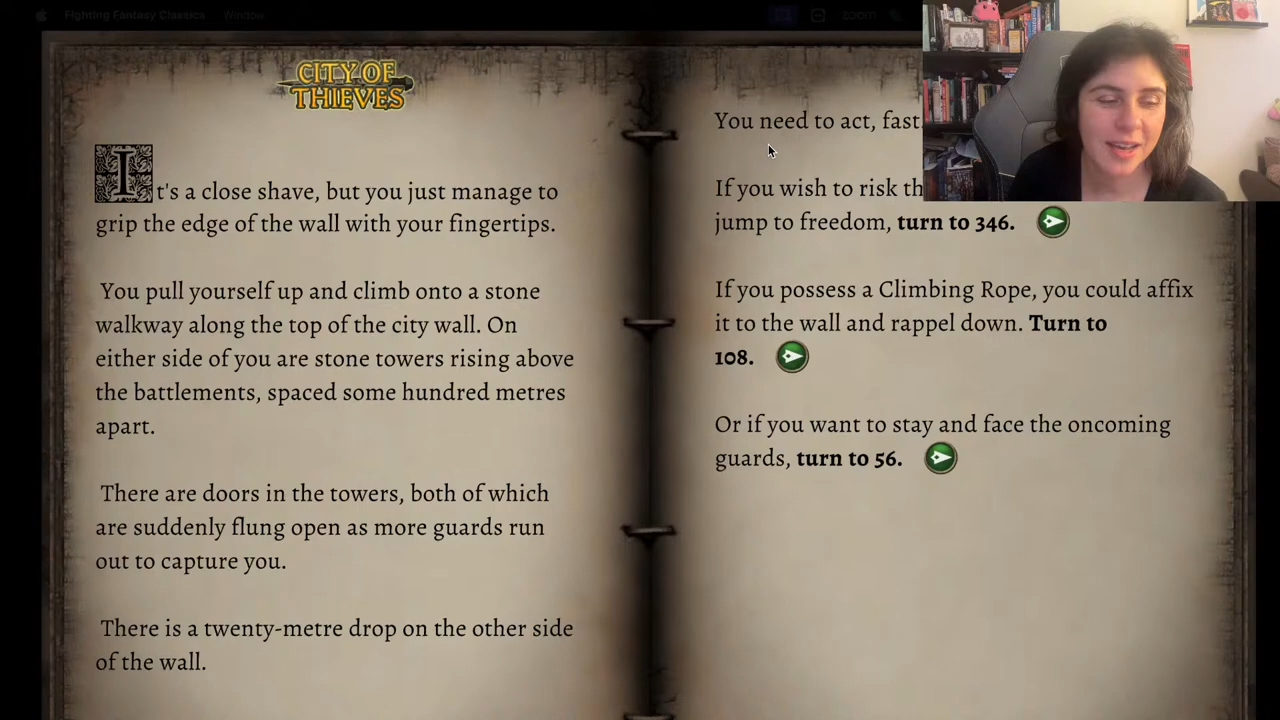 Fighting Fantasy Classics Window zoom
CITY OF
THIEVES
It's a close shave, but you just manage to
grip the edge of the wall with your fingertips.
You pull yourself up and climb onto a stone
walkway along the top of the city wall. On
either side of you are stone towers rising above
the battlements, spaced some hundred metres
apart.
There are doors in the towers, both of which
are suddenly flung open as more guards run
out to capture you.
There is a twenty-metre drop on the other side
of the wall.
You need to act, fast.
If you wish to risk th
jump to freedom, turn to 346.
If you possess a Climbing Rope, you could affix
it to the wall and rappel down. Turn to
108.
Or if you want to stay and face the oncoming
guards, turn to 56.